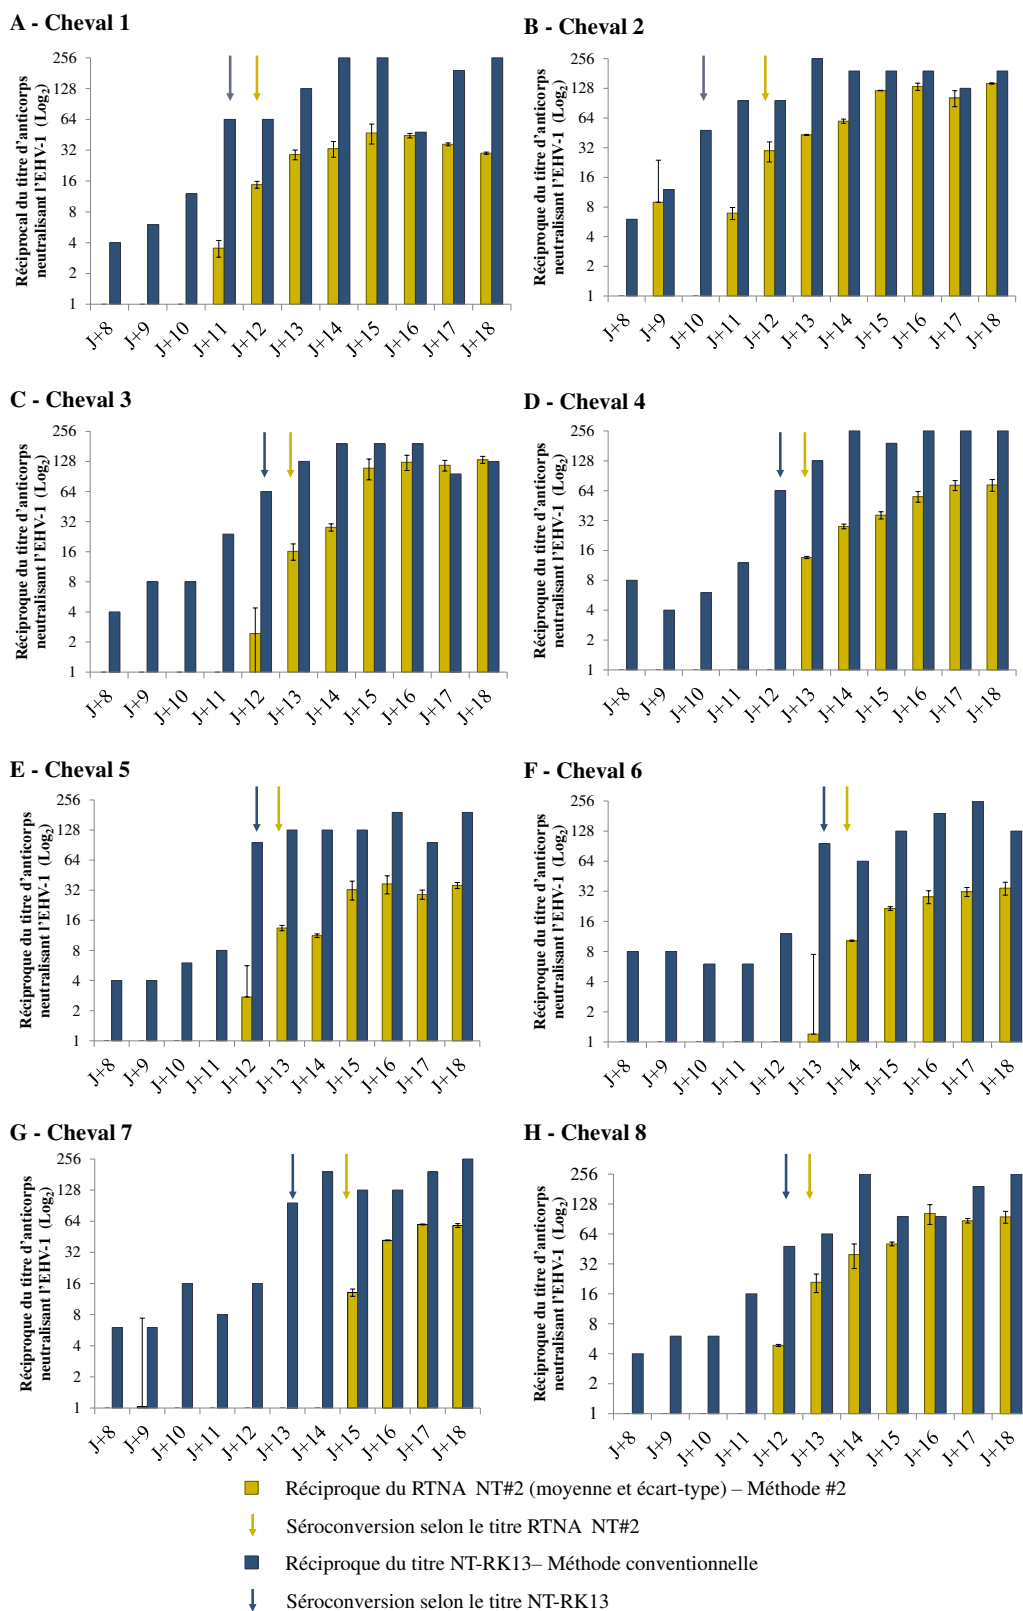 A - Cheval 1
Réciprocal du titre d'anticorps
neutralisant l'EHV-1 (Log2)
256
128
64
32
16
8
4
2
1
J+8
J+9
J+10
J+11
J+12
J+13
J+14
J+15
J+16
J+17
J+18
B - Cheval 2
Réciproque du titre d'anticorps
neutralisant l'EHV-1 (Log2)
256
128
64
32
16
8
4
2
1
J+8
J+9
J+10
J+11
J+12
J+13
J+14
J+15
J+16
J+17
J+18
C - Cheval 3
Réciproque du titre d'anticorps
neutralisant l'EHV-1 (Log2)
256
128
64
32
16
8
4
2
1
J+8
J+9
J+10
J+11
J+12
J+13
J+14
J+15
J+16
J+17
J+18
D - Cheval 4
Réciproque du titre d'anticorps
neutralisant l'EHV-1 (Log2)
256
128
64
32
16
8
4
2
1
J+8
J+9
J+10
J+11
J+12
J+13
J+14
J+15
J+16
J+17
J+18
E - Cheval 5
Réciproque du titre d'anticorps
neutralisant l'EHV-1 (Log2)
256
128
64
32
16
8
4
2
1
J+8
J+9
J+10
J+11
J+12
J+13
J+14
J+15
J+16
J+17
J+18
F - Cheval 6
Réciproque du titre d'anticorps
neutralisant l'EHV-1 (Log2)
256
128
64
32
16
8
4
2
1
J+8
J+9
J+10
J+11
J+12
J+13
J+14
J+15
J+16
J+17
J+18
G - Cheval 7
Réciproque du titre d'anticorps
neutralisant l'EHV-1 (Log2)
256
128
64
32
16
8
4
2
1
J+8
J+9
J+10
J+11
J+12
J+13
J+14
J+15
J+16
J+17
J+18
H - Cheval 8
Réciproque du titre d'anticorps
neutralisant l'EHV-1 (Log2)
256
128
64
32
16
8
4
2
1
J+8
J+9
J+10
J+11
J+12
J+13
J+14
J+15
J+16
J+17
J+18
Réciproque du RTNA NT#2 (moyenne et écart-type) – Méthode #2
Séroconversion selon le titre RTNA NT#2
Réciproque du titre NT-RK13– Méthode conventionnelle
Séroconversion selon le titre NT-RK13